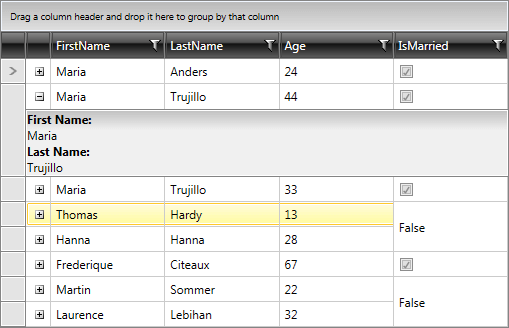 Drag a column header and drop it here to group by that column
FirstName LastName Age IsMarried
Maria Anders 24
Maria Trujillo 44
First Name:
Maria
Last Name:
Trujillo
Maria Trujillo 33
Thomas Hardy 13
False
Hanna Hanna 28
Frederique Citeaux 67
Martin Sommer 22
False
Laurence Lebihan 32